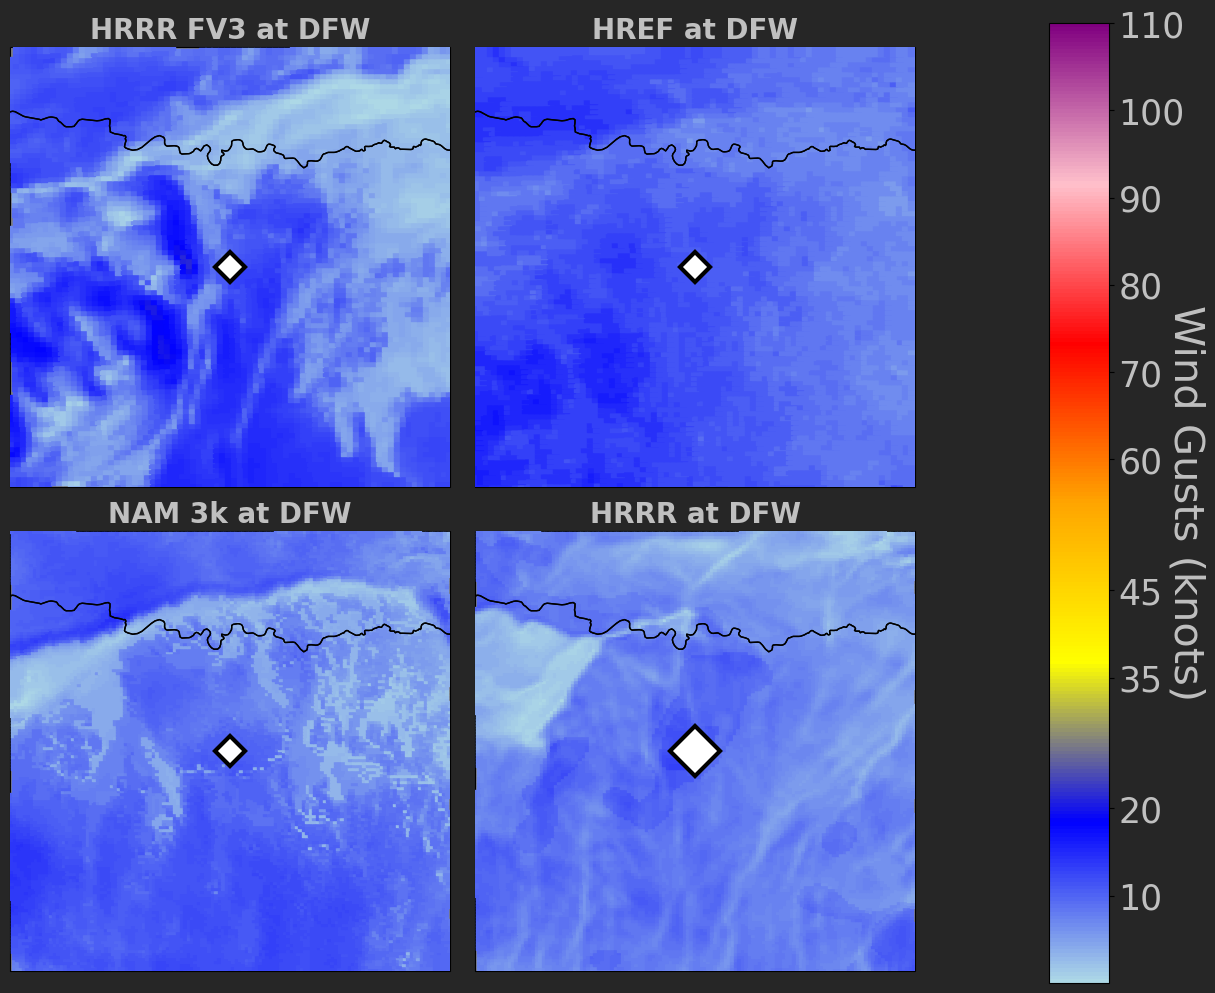 HRRR FV3 at DFW
HREF at DFW
NAM 3k at DFW
HRRR at DFW
110
100
90
80
70
60
45
35
20
10
Wind Gusts (knots)